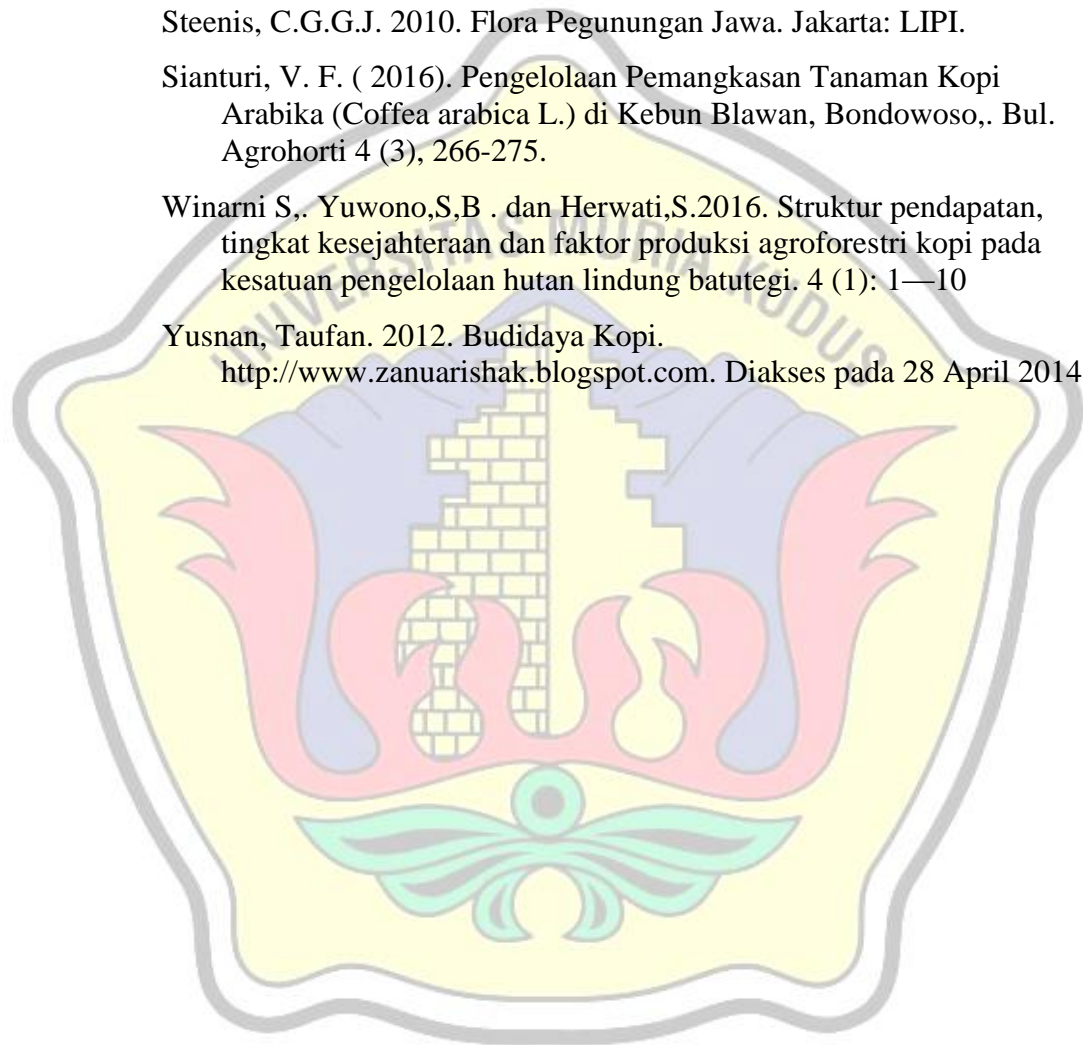 Steenis, C.G.G.J. 2010. Flora Pegunungan Jawa. Jakarta: LIPI.
Sianturi, V. F. ( 2016). Pengelolaan Pemangkasan Tanaman Kopi
Arabika (Coffea arabica L.) di Kebun Blawan, Bondowoso,. Bul.
Agrohorti 4 (3), 266-275.
Winarni S,. Yuwono,S,B . dan Herwati,S.2016. Struktur pendapatan,
tingkat kesejahteraan dan faktor produksi agroforestri kopi pada
kesatuan pengelolaan hutan lindung batutegi. 4 (1): 1—10
Yusnan, Taufan. 2012. Budidaya Kopi.
http://www.zanuarishak.blogspot.com. Diakses pada 28 April 2014
UNIVERSITAS MURIA KUDUS